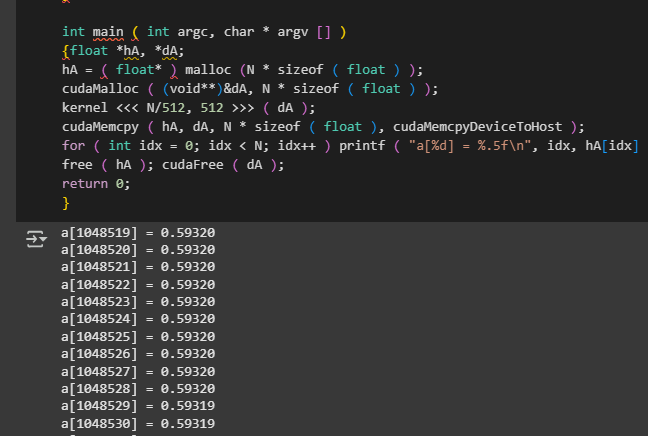 int main ( int argc, char * argv [] )
{float *hA, *dA;
hA = ( float* ) malloc (N * sizeof ( float ) );
cudaMalloc ( (void**)&dA, N * sizeof ( float ) );
kernel <<< N/512, 512 >>> ( dA );
cudaMemcpy ( hA, dA, N * sizeof ( float ), cudaMemcpyDeviceToHost );
for ( int idx = 0; idx < N; idx++ ) printf ( "a[%d] = %.5f\n", idx, hA[idx]
free ( hA ); cudaFree ( dA );
return 0;
}
a[1048519] = 0.59320
a[1048520] = 0.59320
a[1048521] = 0.59320
a[1048522] = 0.59320
a[1048523] = 0.59320
a[1048524] = 0.59320
a[1048525] = 0.59320
a[1048526] = 0.59320
a[1048527] = 0.59320
a[1048528] = 0.59320
a[1048529] = 0.59319
a[1048530] = 0.59319